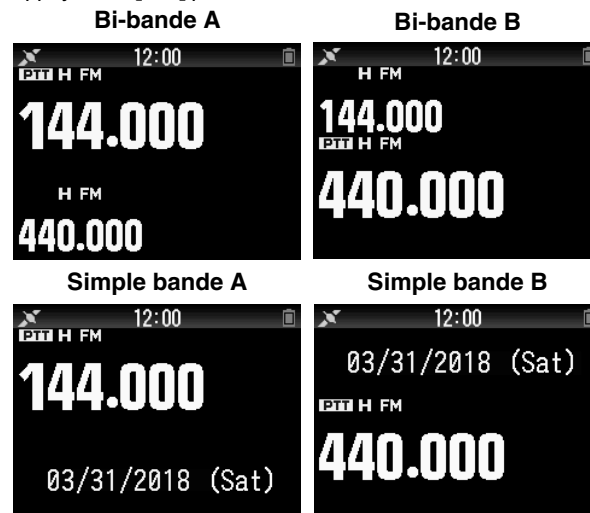 Bi-bande A
12:00
PTT H FM
144.000
H FM
440.000
Bi-bande B
12:00
H FM
144.000
PTT H FM
440.000
Simple bande A
12:00
PTT H FM
144.000
03/31/2018 (Sat)
Simple bande B
12:00
03/31/2018 (Sat)
PTT H FM
440.000